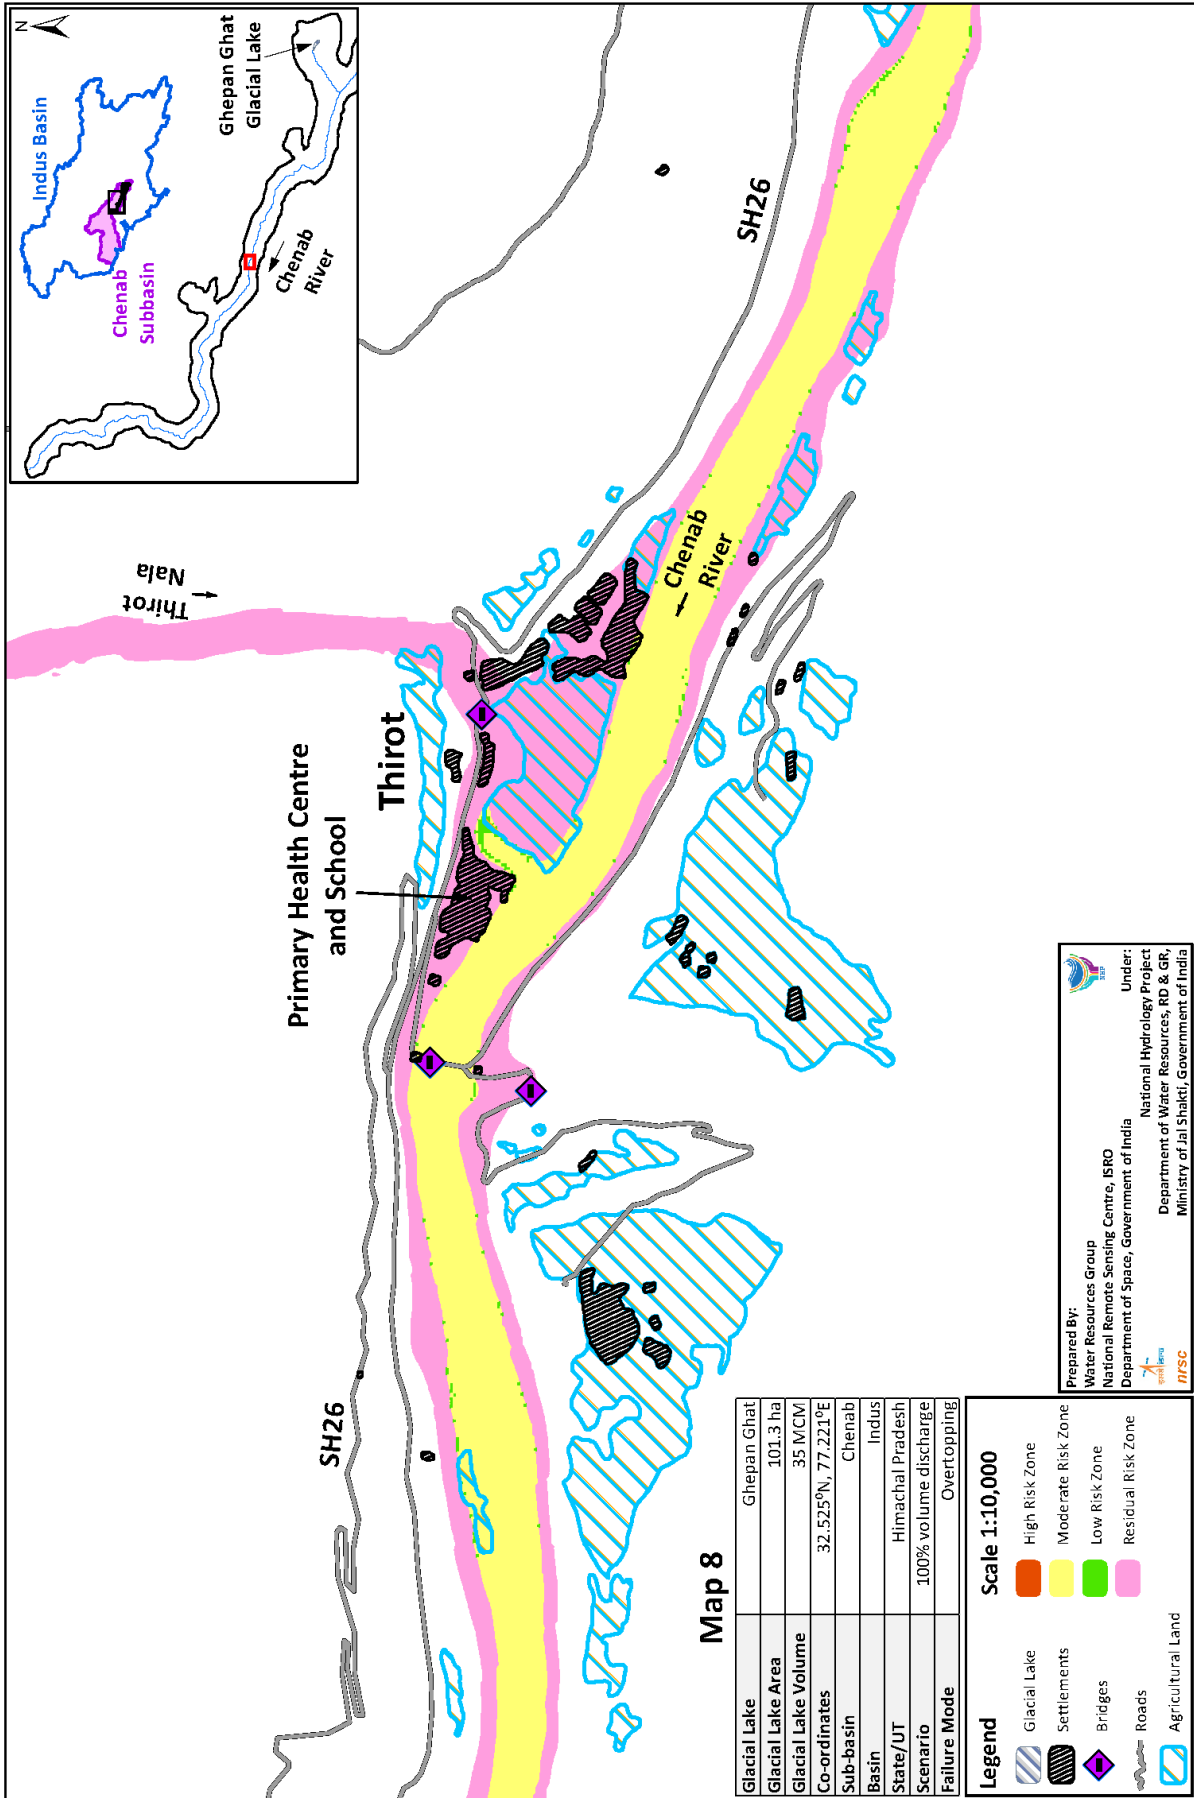 N
Indus Basin
Chenab
Subbasin
Ghepan Ghat
Glacial Lake
Chenab
River
Thirot
Nala
SH26
Primary Health Centre
and School
Thirot
Chenab
River
SH26
Map 8
Glacial Lake Ghepan Ghat
Glacial Lake Area 101.3 ha
Glacial Lake Volume 35 MCM
Co-ordinates 32.525°N, 77.221°E
Sub-basin Chenab
Basin Indus
State/UT Himachal Pradesh
Scenario 100% volume discharge
Failure Mode Overtopping
Legend
Scale 1:10,000
Glacial Lake
Settlements
Bridges
Roads
Agricultural Land
High Risk Zone
Moderate Risk Zone
Low Risk Zone
Residual Risk Zone
Prepared By:
Water Resources Group
National Remote Sensing Centre, ISRO
Department of Space, Government of India
nrsc
Under:
National Hydrology Project
Department of Water Resources, RD & GR,
Ministry of Jal Shakti, Government of India